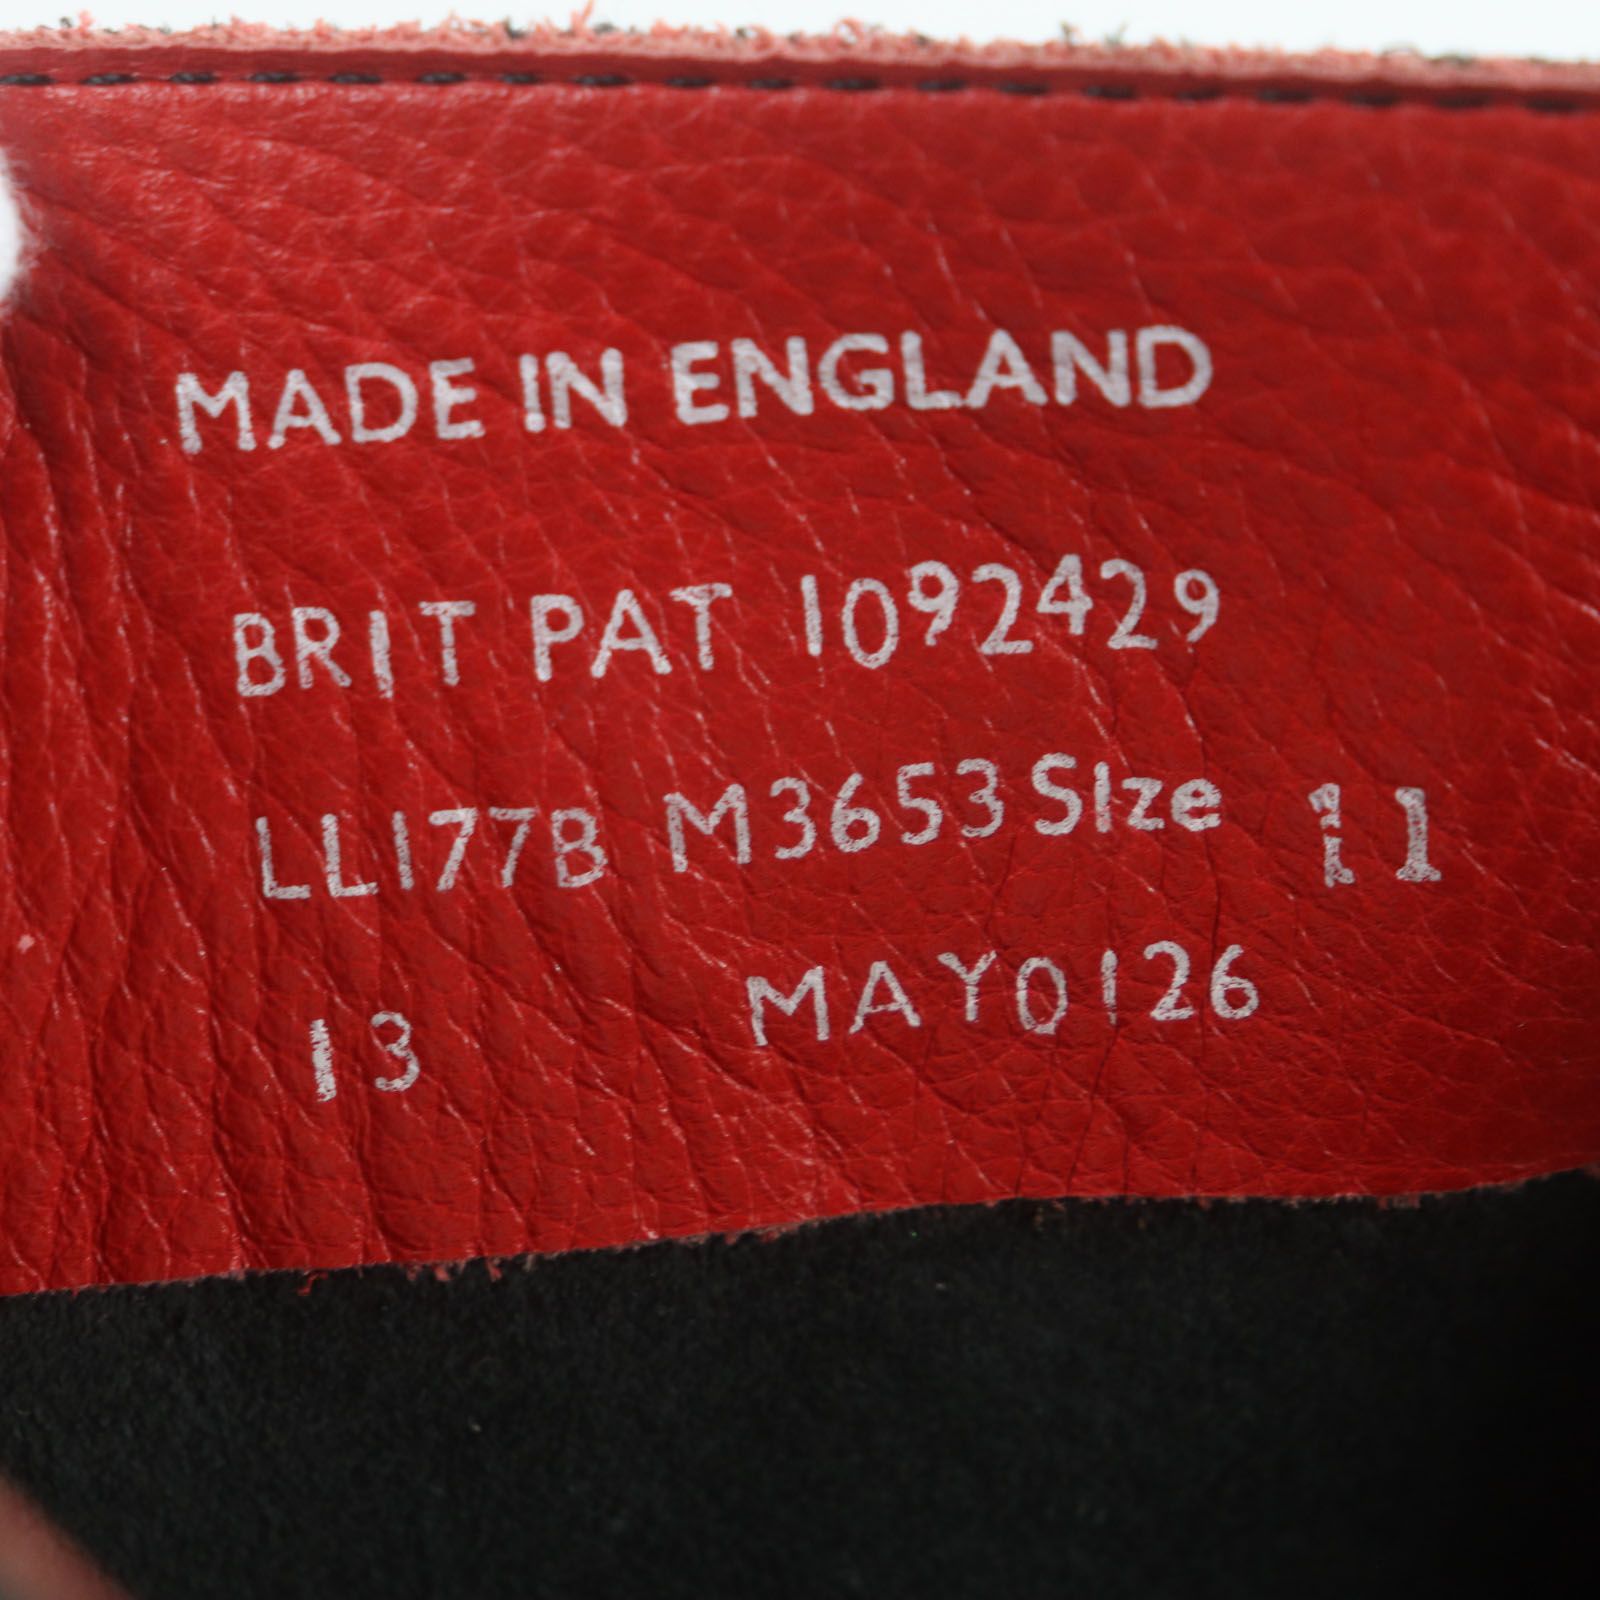 MADE IN ENGLAND
BRIT PAT 1092429
LL177B M3653 SIze 11
13 MAY0126